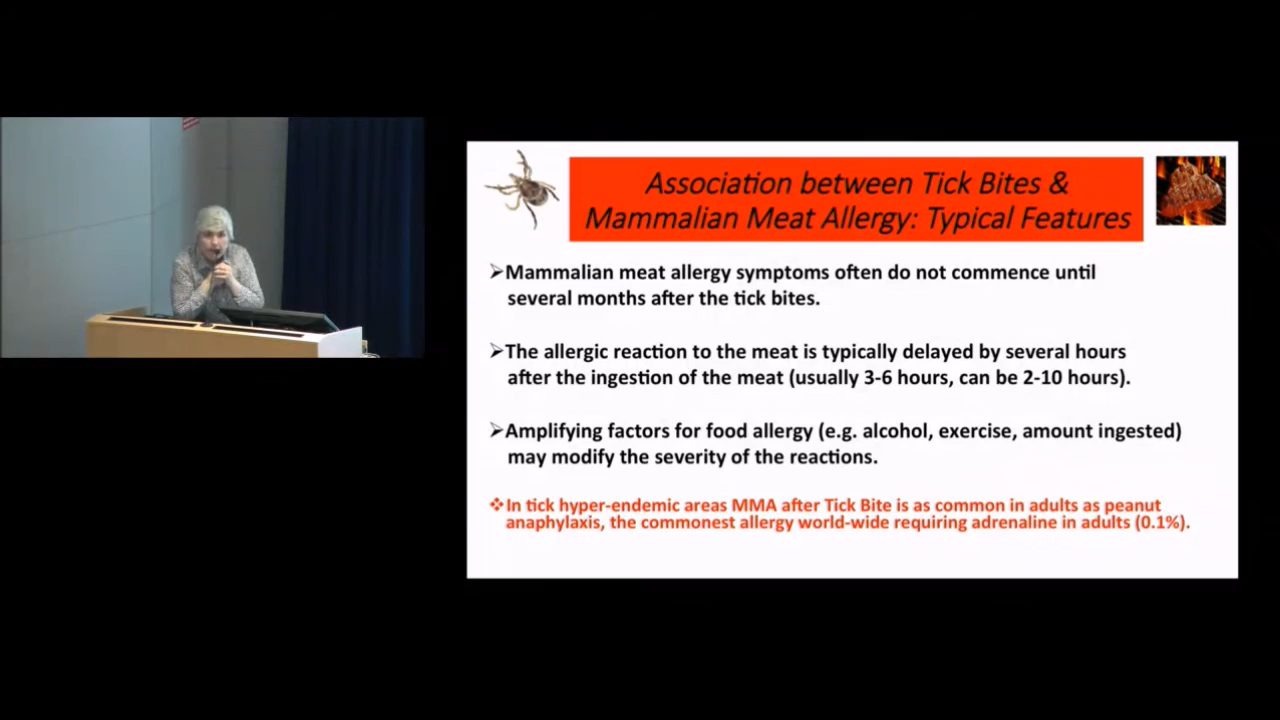 Association between Tick Bites &
Mammalian Meat Allergy: Typical Features
➢Mammalian meat allergy symptoms often do not commence until
several months after the tick bites.
➢The allergic reaction to the meat is typically delayed by several hours
after the ingestion of the meat (usually 3-6 hours, can be 2-10 hours).
➢Amplifying factors for food allergy (e.g. alcohol, exercise, amount ingested)
may modify the severity of the reactions.
❖In tick hyper-endemic areas MMA after Tick Bite is as common in adults as peanut
anaphylaxis, the commonest allergy world-wide requiring adrenaline in adults (0.1%).